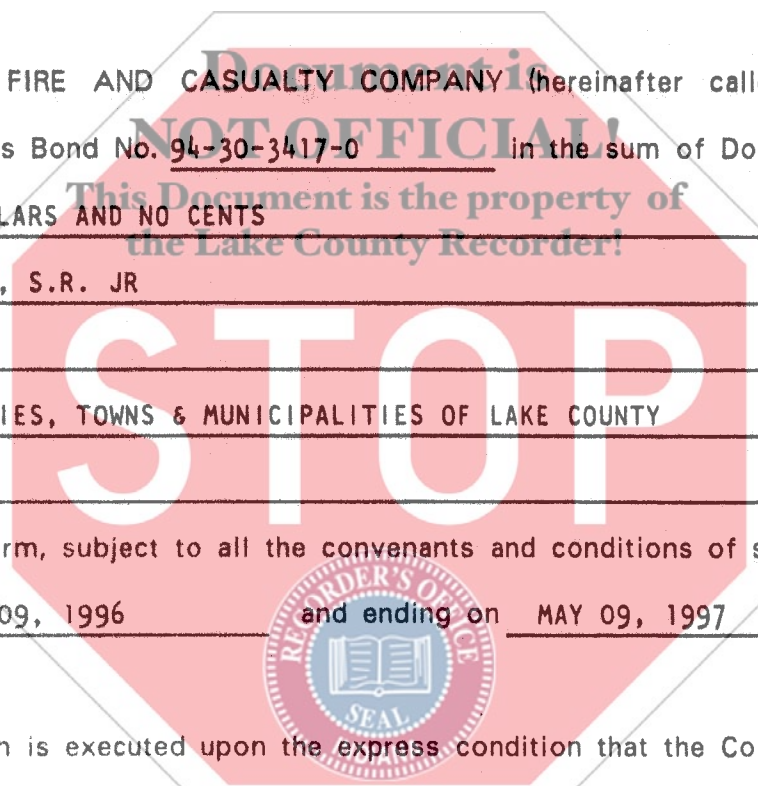 Document is
FIRE AND CASUALTY COMPANY (hereinafter call
NOT OFFICIAL!
s Bond No. 94-30-3417-0 in the sum of Do
This Document is the property of
LARS AND NO CENTS
the Lake County Recorder!
, S.R. JR
STOP
IES, TOWNS & MUNICIPALITIES OF LAKE COUNTY
rm, subject to all the convenants and conditions of s
09, 1996 and ending on MAY 09, 1997
RECORDER'S OFFICE
SEAL
INDIANA
n is executed upon the express condition that the Co